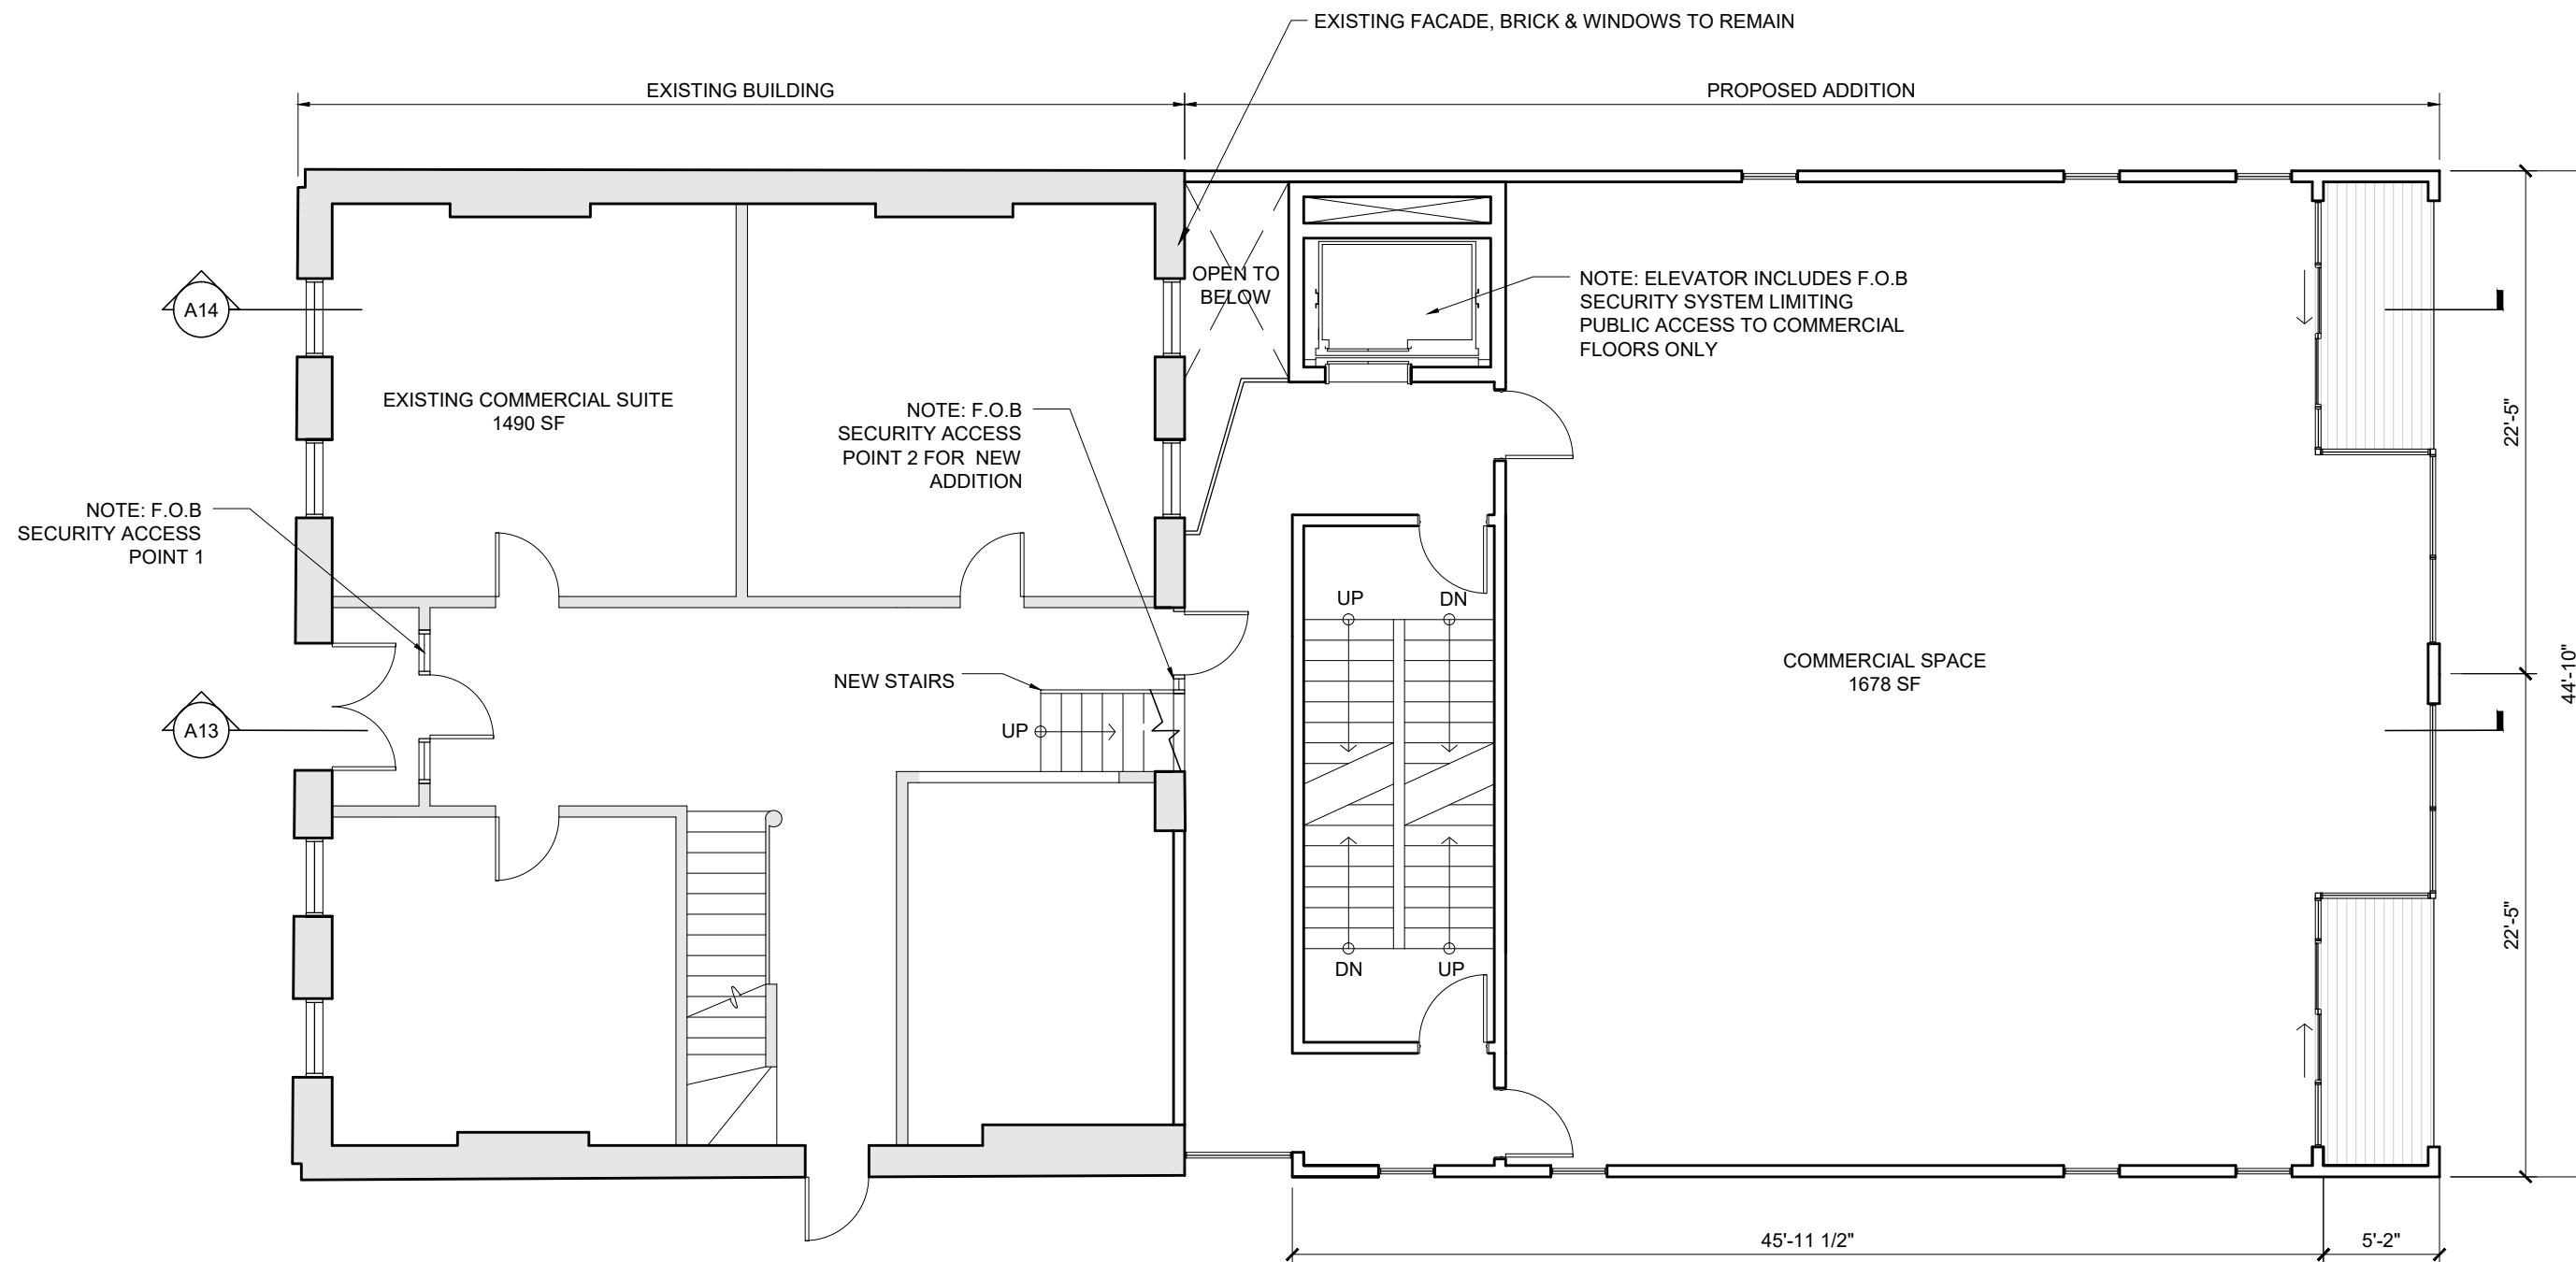 EXISTING FACADE, BRICK & WINDOWS TO REMAIN
EXISTING BUILDING
PROPOSED ADDITION
OPEN TO
BELOW
NOTE: ELEVATOR INCLUDES F.O.B
SECURITY SYSTEM LIMITING
PUBLIC ACCESS TO COMMERCIAL
FLOORS ONLY
A14
EXISTING COMMERCIAL SUITE
1490 SF
NOTE: F.O.B
SECURITY ACCESS
POINT 2 FOR NEW
ADDITION
22'-5"
NOTE: F.O.B
SECURITY ACCESS
POINT 1
UP
DN
COMMERCIAL SPACE
1678 SF
44'-10"
NEW STAIRS
UP
A13
22'-5"
DN
UP
45'-11 1/2"
5'-2"